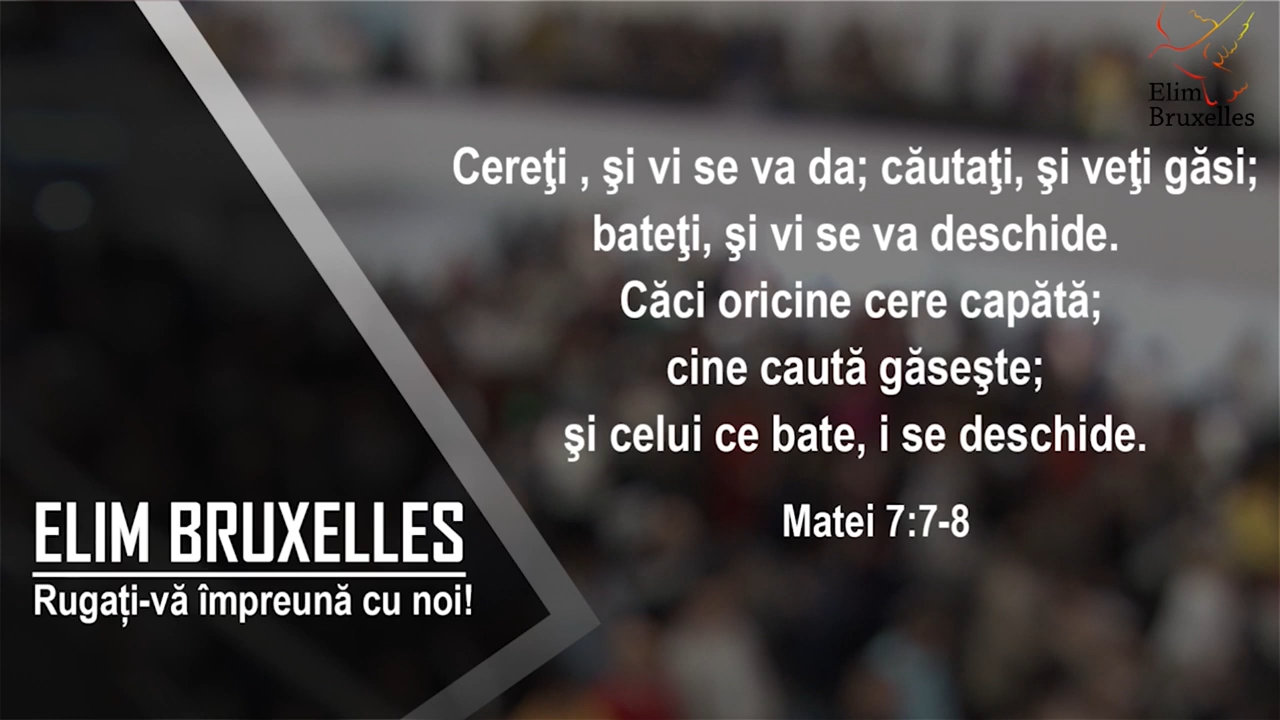 Elim
Bruxelles
Cereţi , şi vi se va da; căutaţi, şi veţi găsi;
bateţi, şi vi se va deschide.
Căci oricine cere capătă;
cine caută găseşte;
şi celui ce bate, i se deschide.
Matei 7:7-8
ELIM BRUXELLES
Rugați-vă împreună cu noi!